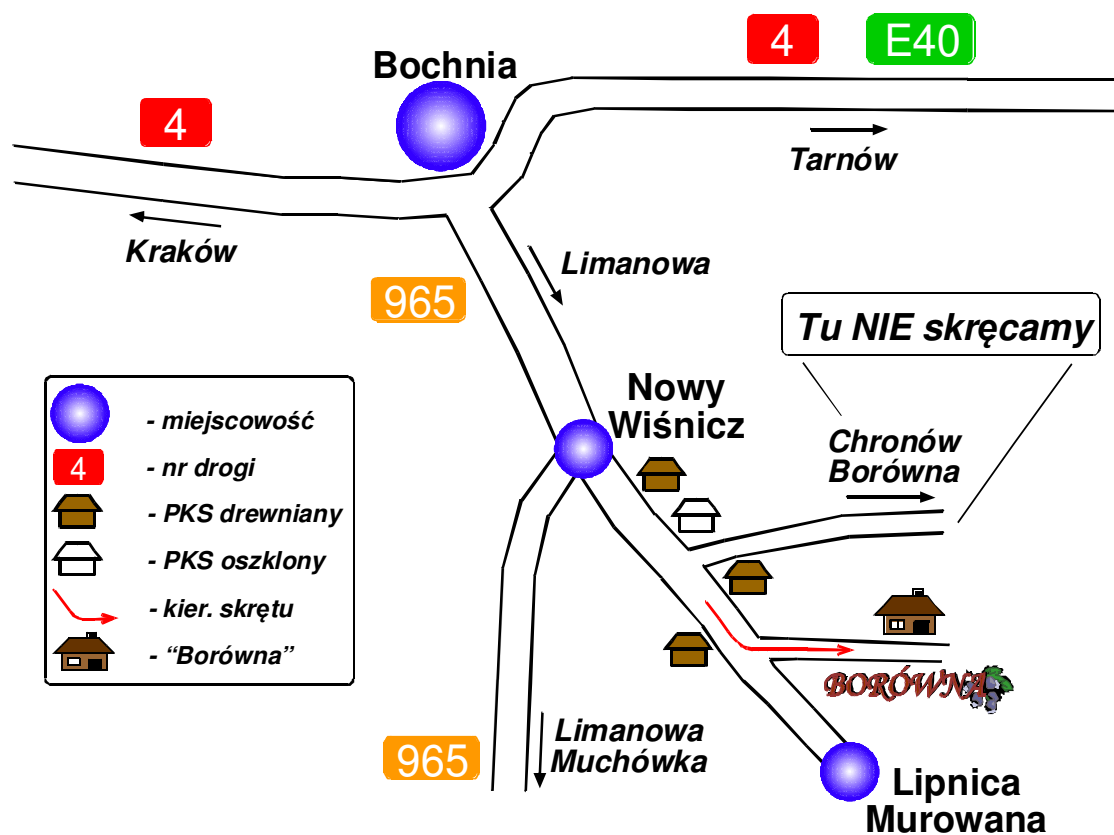 4
E40
Bochnia
4
Tarnów
Kraków
Limanowa
965
Tu NIE skręcamy
Nowy
Wiśnicz
- miejscowość
4
- nr drogi
- PKS drewniany
- PKS oszklony
- kier. skrętu
- “Borówna”
Chronów
Borówna
BORÓWNA
Limanowa
Muchówka
965
Lipnica
Murowana